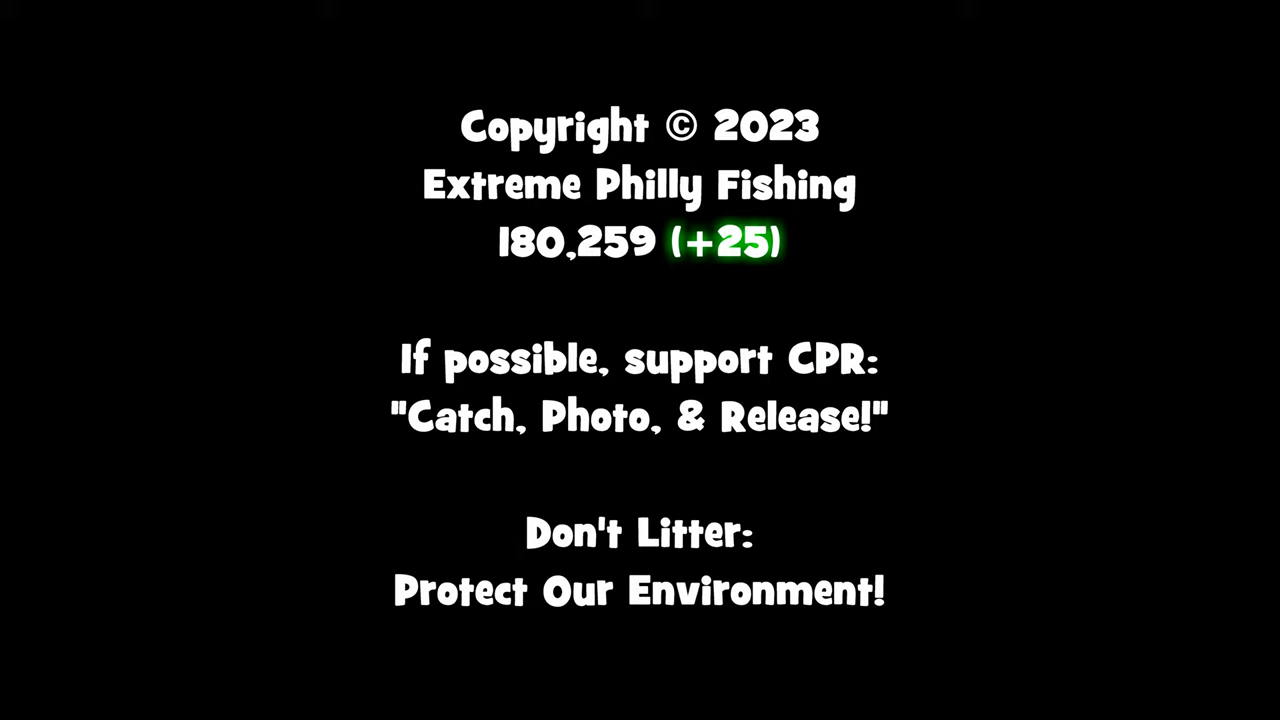 Copyright © 2023
Extreme Philly Fishing
180,259 (+25)
If possible, support CPR:
"Catch, Photo, & Release!"
Don't Litter:
Protect Our Environment!